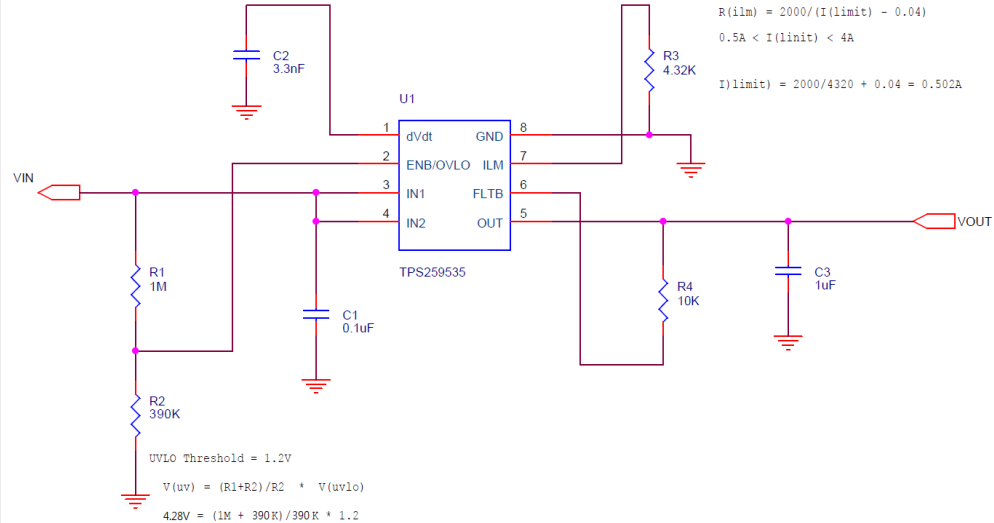 R(ilm) = 2000/(I(limit) - 0.04)
0.5A < I(linit) < 4A
I)limit) = 2000/4320 + 0.04 = 0.502A
C2
3.3nF
R3
4.32K
U1
1 dVdt GND 8
2 ENB/OVLO ILM 7
3 IN1 FLTB 6
4 IN2 OUT 5
TPS259535
VIN
VOUT
R1
1M
C1
0.1uF
R4
10K
C3
1uF
R2
390K
UVLO Threshold = 1.2V
V(uv) = (R1+R2)/R2 * V(uvlo)
4.28V = (1M + 390K)/390K * 1.2